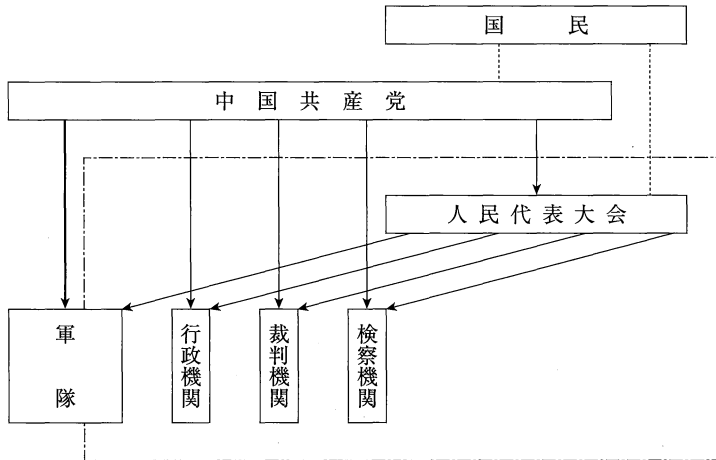 国民
中国共産党
人民代表大会
軍隊
行政機関
裁判機関
検察機関